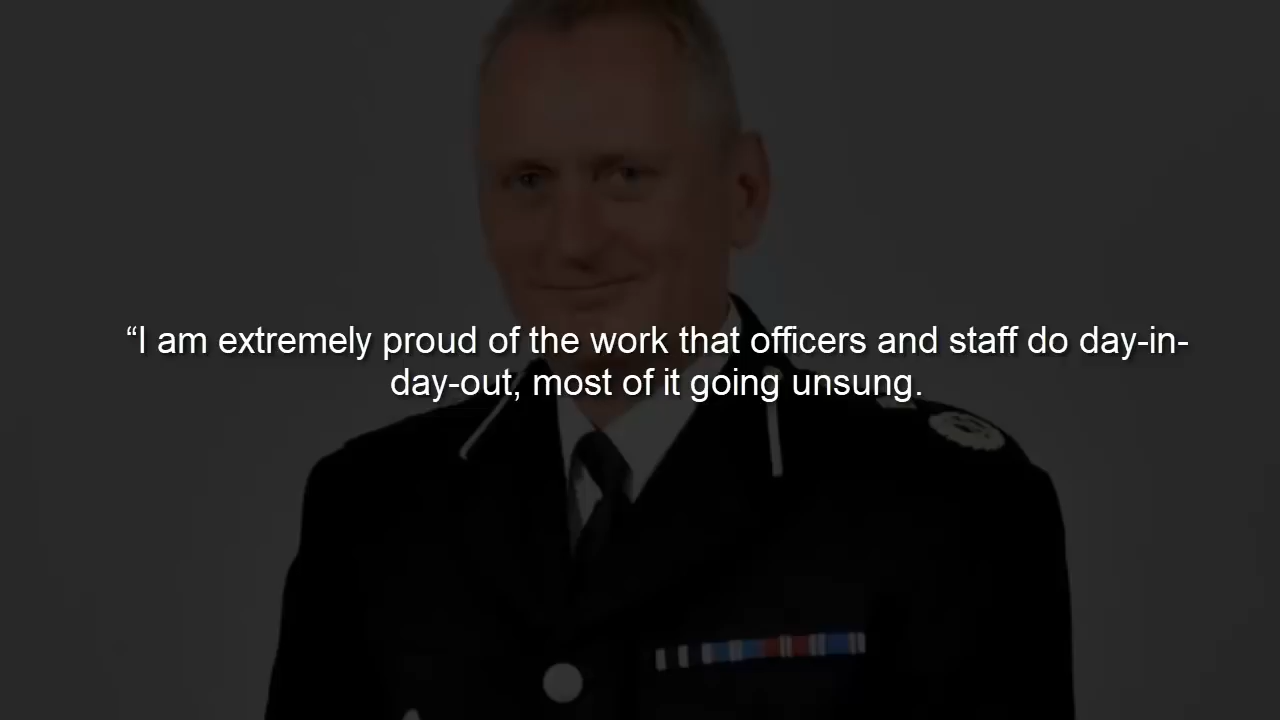 “I am extremely proud of the work that officers and staff do day-in-
day-out, most of it going unsung.